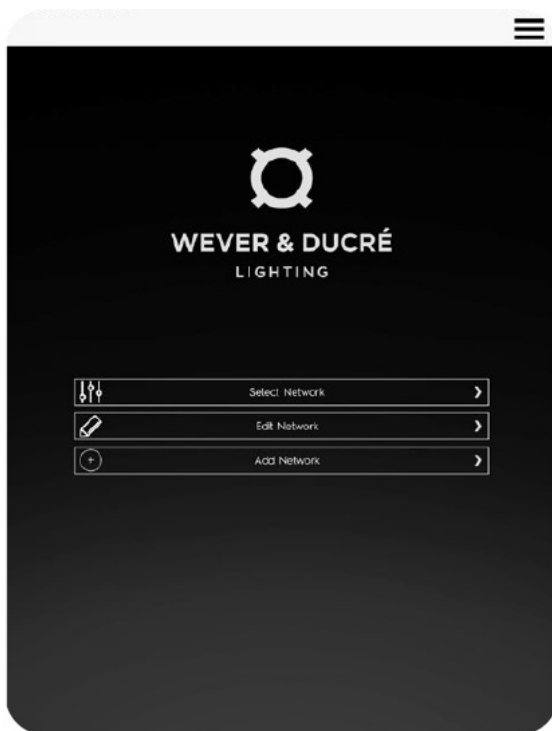 WEVER & DUCRÉ
LIGHTING
Select Network
Edit Network
Add Network